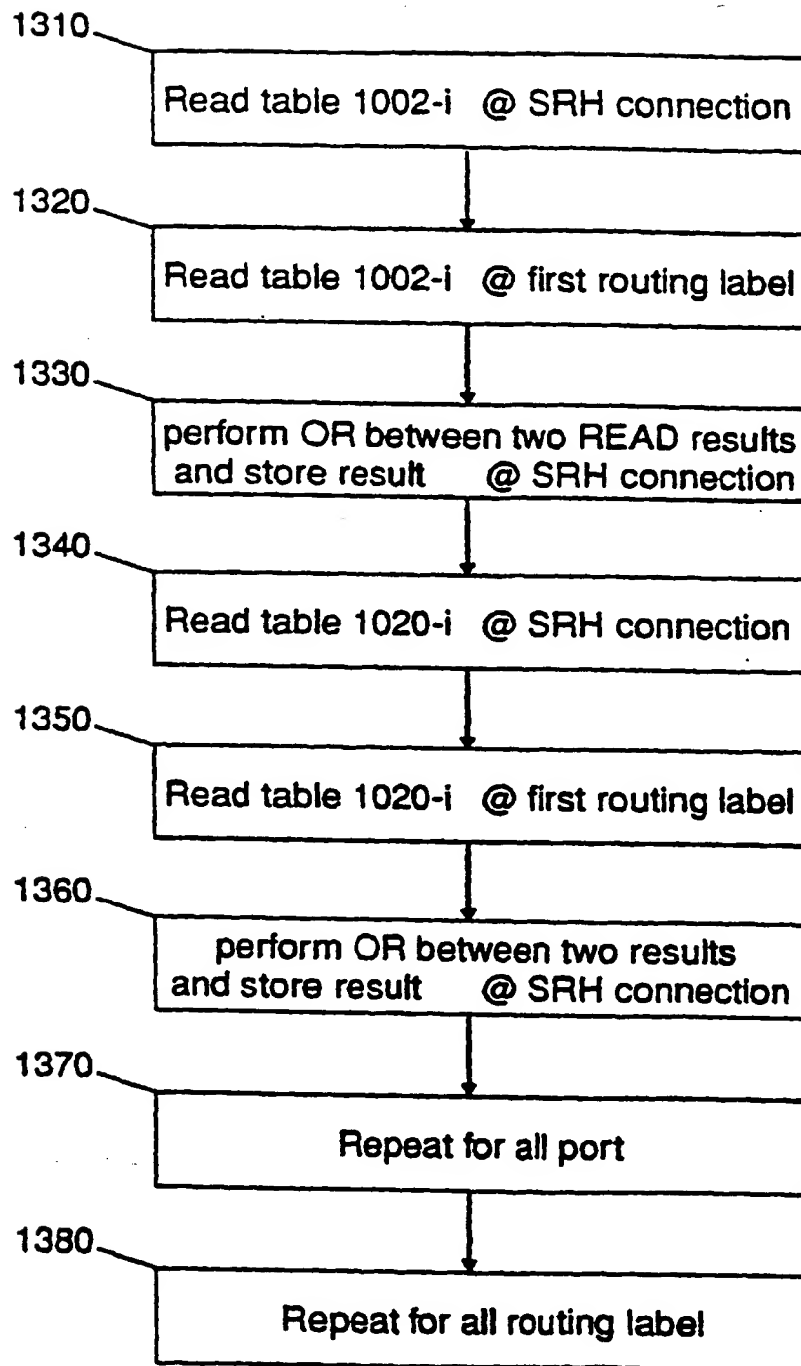 1310
Read table 1002-i @ SRH connection
1320
Read table 1002-i @ first routing label
1330
perform OR between two READ results
and store result @ SRH connection
1340
Read table 1020-i @ SRH connection
1350
Read table 1020-i @ first routing label
1360
perform OR between two results
and store result @ SRH connection
1370
Repeat for all port
1380
Repeat for all routing label